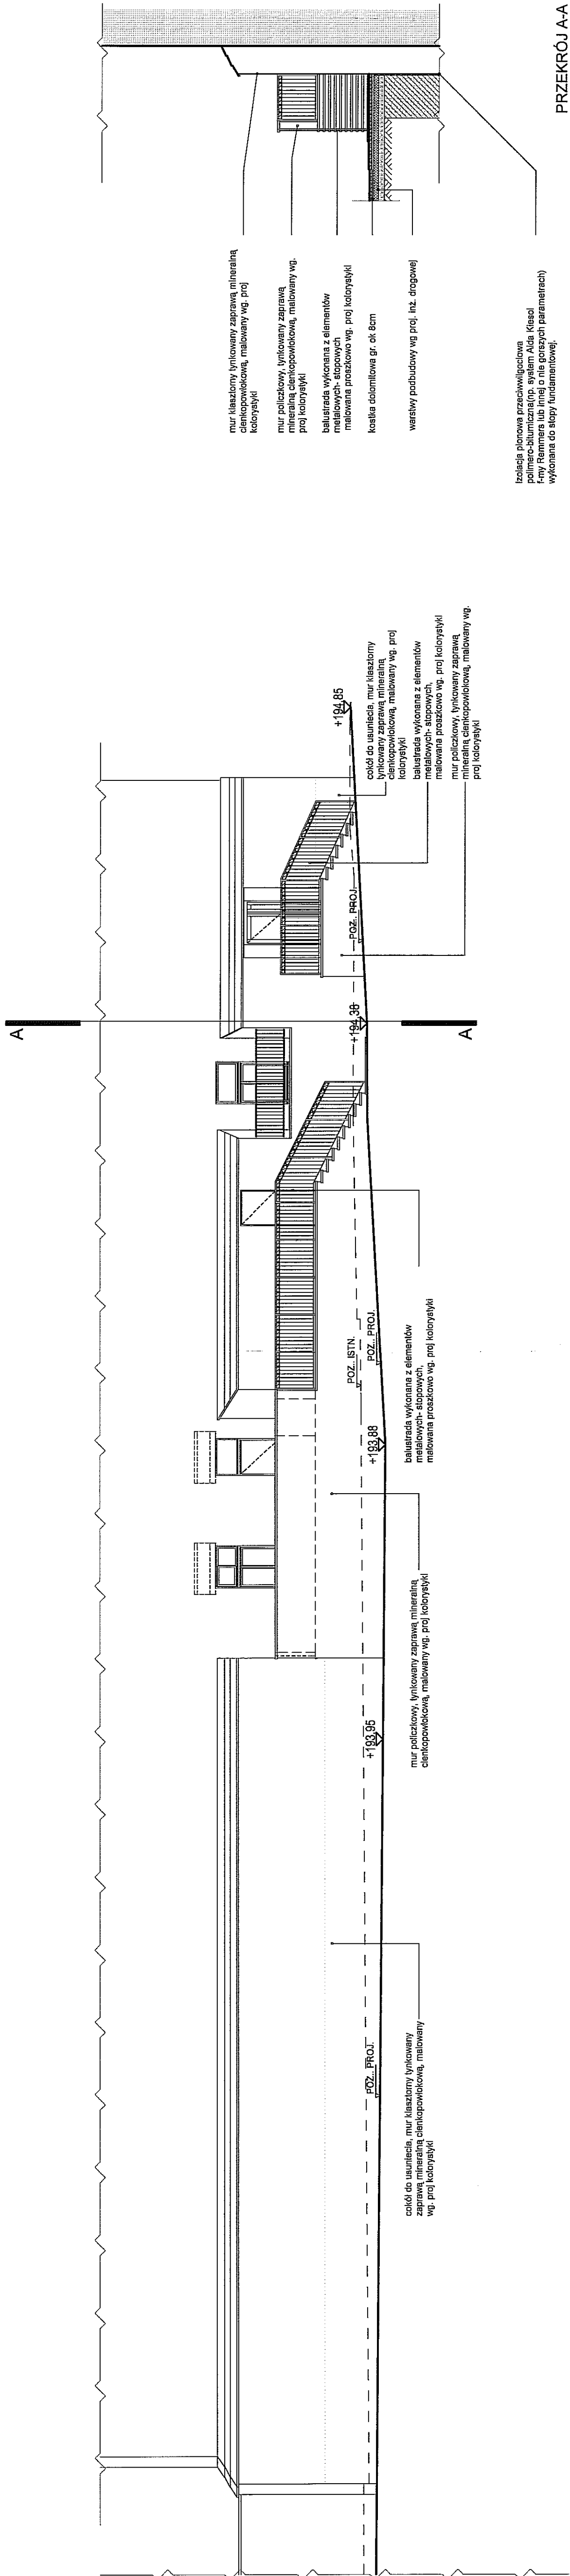 cokół do usuniecia, mur klasztorny tynkowany
zaprawą mineralną cienkopowłokową, malowany
wg. proj kolorystyki
POZ.. PROJ.
+193,95
mur policzkowy, tynkowany zaprawą mineralną
cienkopowłokową, malowany wg. proj kolorystyki
+193,88
POZ.. ISTN.
POZ.. PROJ.
balustrada wykonana z elementów
metalowych- stopowych,
malowana proszkowo wg. proj kolorystyki
A
A
+194,38
POZ.. PROJ.
+194,85
cokół do usuniecia, mur klasztorny
tynkowany zaprawą mineralną
cienkopowłokową, malowany wg. proj
kolorystyki
balustrada wykonana z elementów
metalowych- stopowych,
malowana proszkowo wg. proj kolorystyki
mur policzkowy, tynkowany zaprawą
mineralną cienkopowłokową, malowany wg.
proj kolorystyki
mur klasztorny tynkowany zaprawą mineralną
cienkopowłokową, malowany wg. proj
kolorystyki
mur policzkowy, tynkowany zaprawą
mineralną cienkopowłokową, malowany wg.
proj kolorystyki
balustrada wykonana z elementów
metalowych- stopowych
malowana proszkowo wg. proj kolorystyki
kostka dolomitowa gr. ok 8cm
warstwy podbudowy wg proj. inż. drogowej
Izolacja pionowa przeciwwilgociowa
polimero-bitumiczna(np. system Aida Kiesol
f-my Remmers lub innej o nie gorszych parametrach)
wykonana do stopy fundamentowej.
PRZEKRÓJ A-A